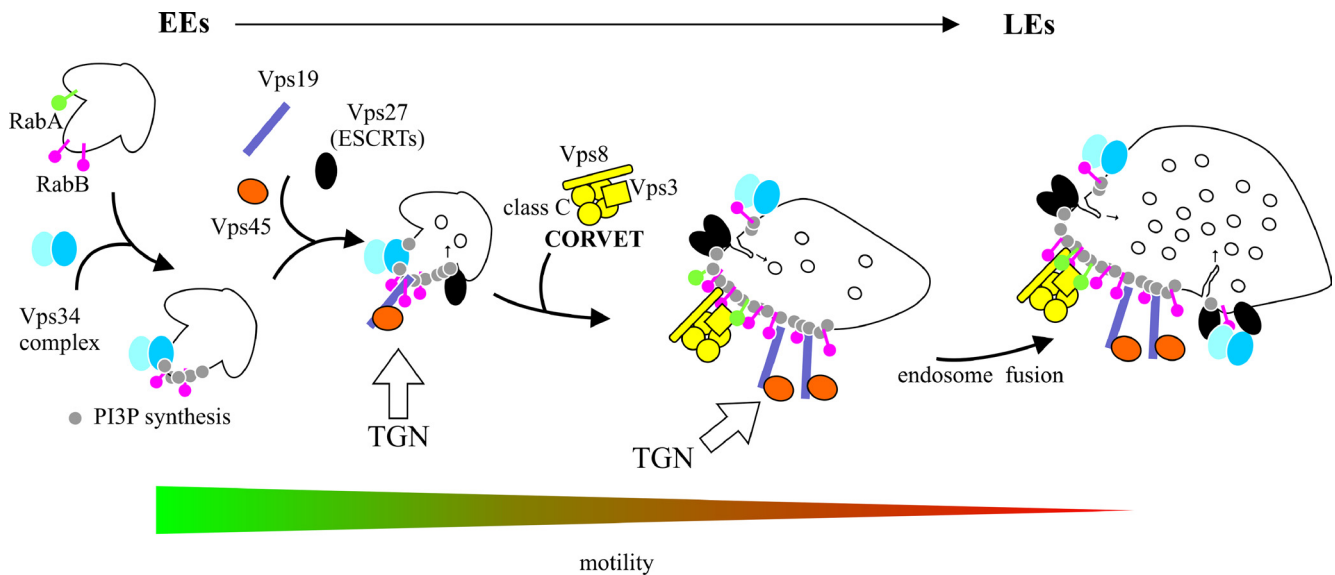 EEs
LEs
Vps19
Vps27
(ESCRTs)
RabA
RabB
Vps45
Vps8
Vps3
class C
CORVET
Vps34
complex
PI3P synthesis
TGN
TGN
endosome fusion
motility